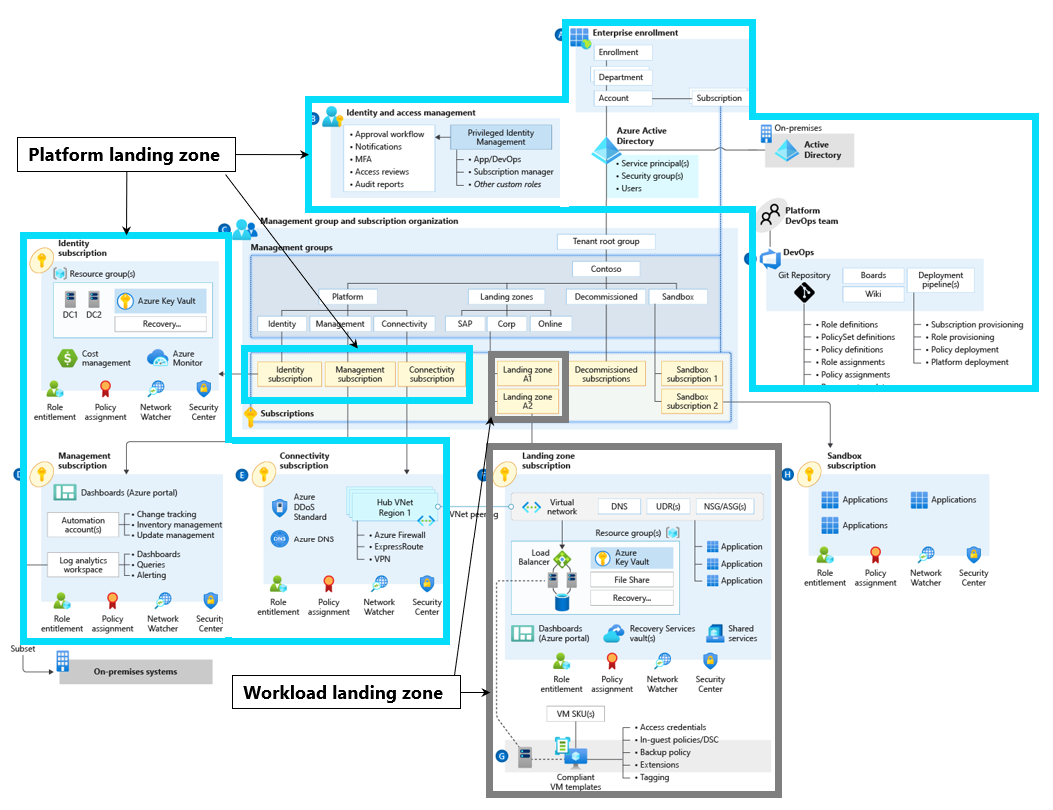 Enterprise enrollment
Enrollment
Department
Account
Subscription
B
Identity and access management
• Approval workflow
• Notifications
• MFA
• Access reviews
• Audit reports
Privileged Identity
Management
• App/DevOps
• Subscription manager
• Other custom roles
Azure Active
Directory
• Service principal(s)
• Security group(s)
• Users
On-premises
Active
Directory
Platform landing zone
Platform
DevOps team
DevOps
Git Repository
Boards
Wiki
Deployment
pipeline(s)
• Role definitions
• PolicySet definitions
• Policy definitions
• Role assignments
• Policy assignments
• Subscription provisioning
• Role provisioning
• Policy deployment
• Platform deployment
C
Management group and subscription organization
Management groups
Tenant root group
Contoso
Platform
Landing zones
Decommissioned
Sandbox
Identity
Management
Connectivity
SAP
Corp
Online
Identity
subscription
Management
subscription
Connectivity
subscription
Landing zone
A1
Landing zone
A2
Decommissioned
subscriptions
Sandbox
subscription 1
Sandbox
subscription 2
Subscriptions
Identity
subscription
Resource group(s)
DC1
DC2
Azure Key Vault
Recovery...
Cost
management
Azure
Monitor
Role
entitlement
Policy
assignment
Network
Watcher
Security
Center
D
Management
subscription
Dashboards (Azure portal)
Automation
account(s)
• Change tracking
• Inventory management
• Update management
Log analytics
workspace
• Dashboards
• Queries
• Alerting
Role
entitlement
Policy
assignment
Network
Watcher
Security
Center
Subset
On-premises systems
E
Connectivity
subscription
Azure
DDoS
Standard
DNS
Azure DNS
Hub VNet
Region 1
• Azure Firewall
• ExpressRoute
• VPN
Role
entitlement
Policy
assignment
Network
Watcher
Security
Center
VNet peering
Workload landing zone
Landing zone
subscription
Virtual
network
DNS
UDR(s)
NSG/ASG(s)
Resource group(s)
Load
Balancer
Azure
Key Vault
File Share
Recovery...
Application
Application
Application
Dashboards
(Azure portal)
Recovery Services
vault(s)
Shared
services
Role
entitlement
Policy
assignment
Network
Watcher
Security
Center
VM SKU(s)
G
Compliant
VM templates
• Access credentials
• In-guest policies/DSC
• Backup policy
• Extensions
• Tagging
H
Sandbox
subscription
Applications
Applications
Applications
Role
entitlement
Policy
assignment
Network
Watcher
Security
Center